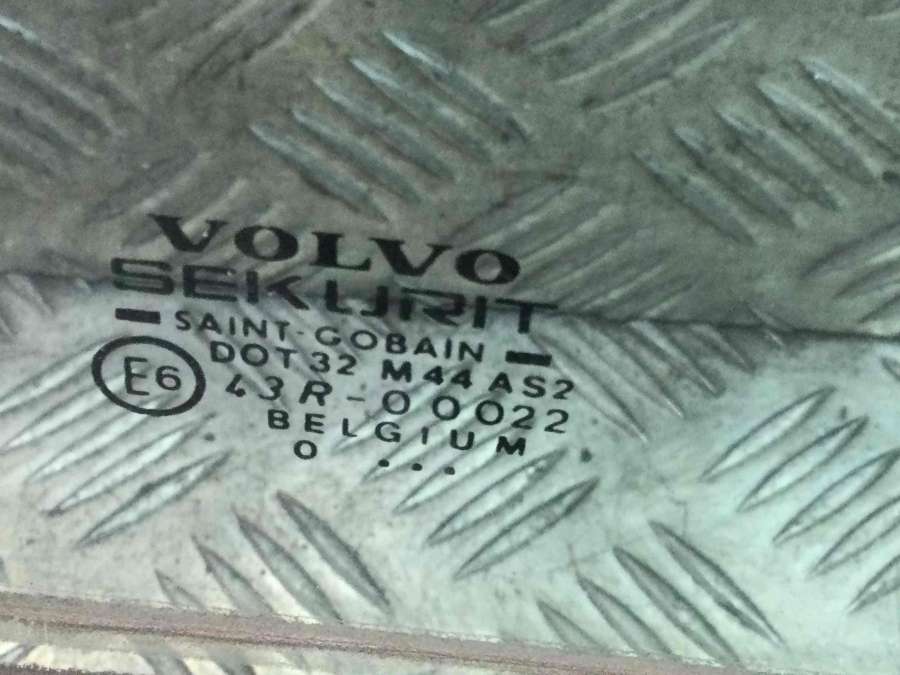 VOLVO
SEKURIT
SAINT-GOBAIN
DOT 32 M44 AS2
E6 43R-00022
BELGIUM
0 ...